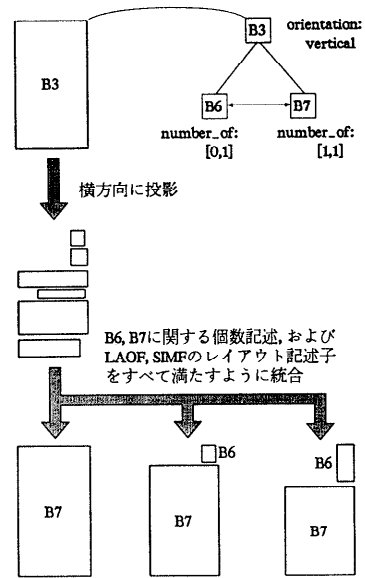 B3
B3
orientation:
vertical
B6
B7
number_of:
[0,1]
number_of:
[1,1]
横方向に投影
B6, B7に関する個数記述, および
LAOF, SIMFのレイアウト記述子
をすべて満たすように統合
B7
B6
B7
B6
B7